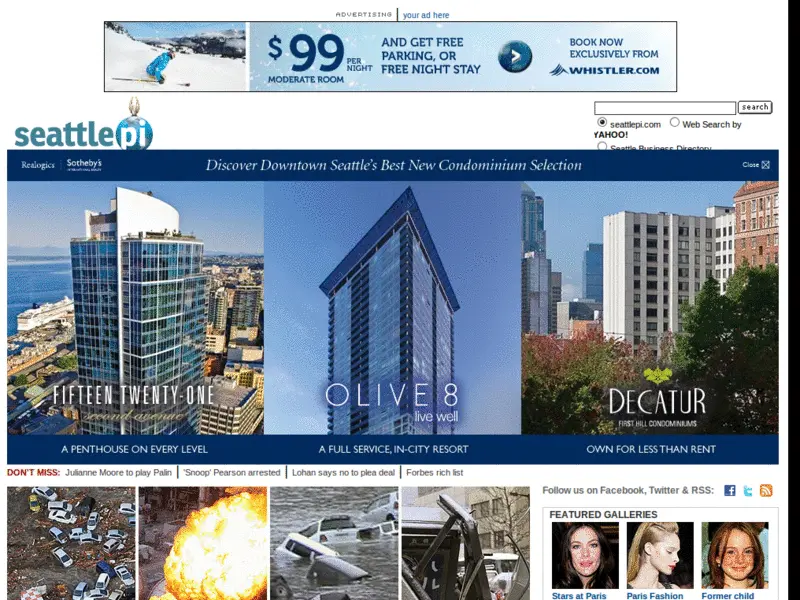 ADVERTISING | your ad here
$99 PER NIGHT
MODERATE ROOM
AND GET FREE
PARKING, OR
FREE NIGHT STAY
BOOK NOW
EXCLUSIVELY FROM
WHISTLER.COM
seattlepi
search
seattlepi.com Web Search by
YAHOO!
Seattle Business Directory
Realogics Sotheby's
INTERNATIONAL REALTY
Discover Downtown Seattle's Best New Condominium Selection
Close
FIFTEEN TWENTY-ONE
second avenue
OLIVE 8
live well
DECATUR
FIRST HILL CONDOMINIUMS
A PENTHOUSE ON EVERY LEVEL
A FULL SERVICE, IN-CITY RESORT
OWN FOR LESS THAN RENT
DON'T MISS: Julianne Moore to play Palin | 'Snoop' Pearson arrested | Lohan says no to plea deal | Forbes rich list
Follow us on Facebook, Twitter & RSS:
FEATURED GALLERIES
Stars at Paris
Paris Fashion
Former child